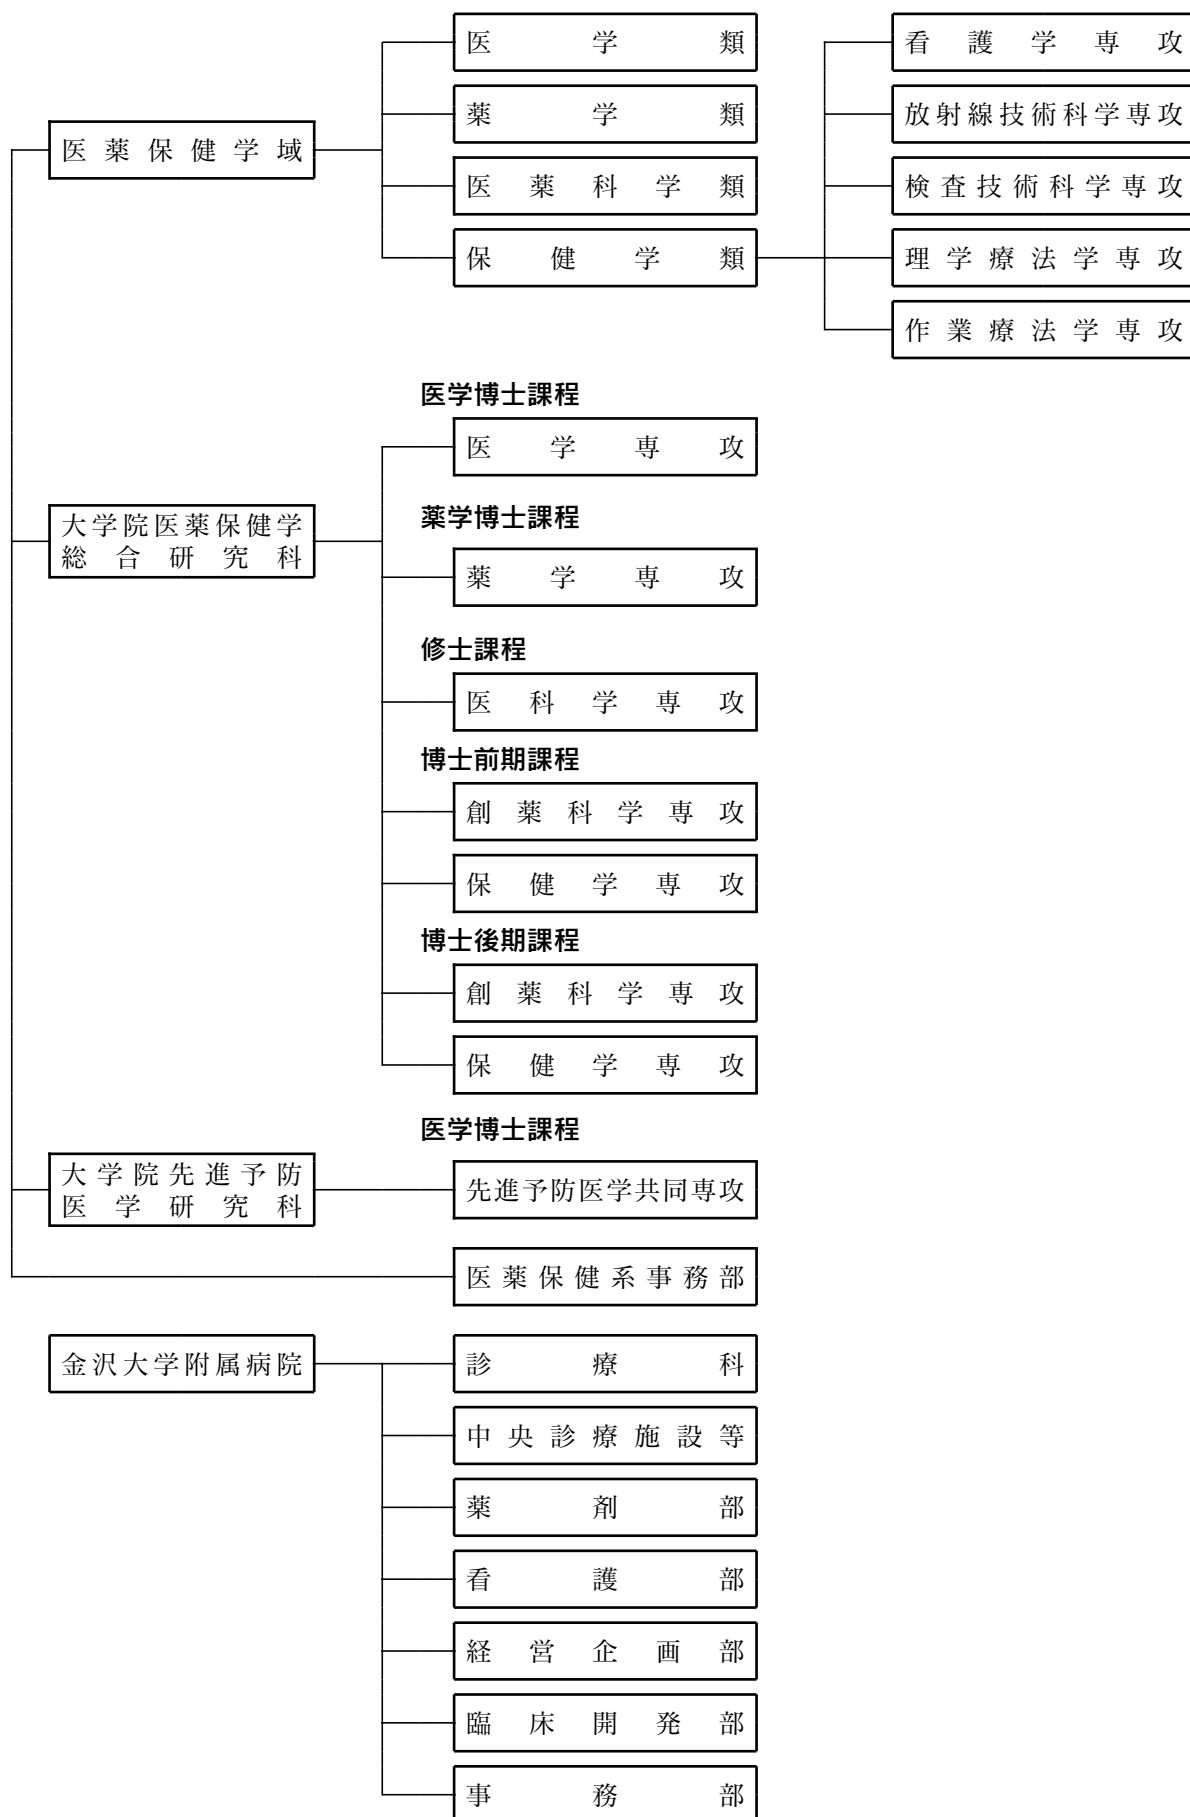 医学類
薬学類
医薬保健学域
医薬科学類
保健学類
看護学専攻
放射線技術科学専攻
検査技術科学専攻
理学療法学専攻
作業療法学専攻
医学博士課程
医学専攻
大学院医薬保健学
総合研究科
薬学博士課程
薬学専攻
修士課程
医科学専攻
博士前期課程
創薬科学専攻
保健学専攻
博士後期課程
創薬科学専攻
保健学専攻
医学博士課程
大学院先進予防
医学研究科
先進予防医学共同専攻
医薬保健系事務部
金沢大学附属病院
診療科
中央診療施設等
薬剤部
看護部
経営企画部
臨床開発部
事務部